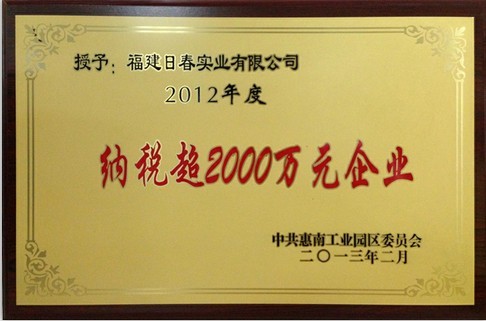 授予：福建日春实业有限公司
2012年度
纳税超2000万元企业
中共惠南工业园区委员会
二〇一三年二月